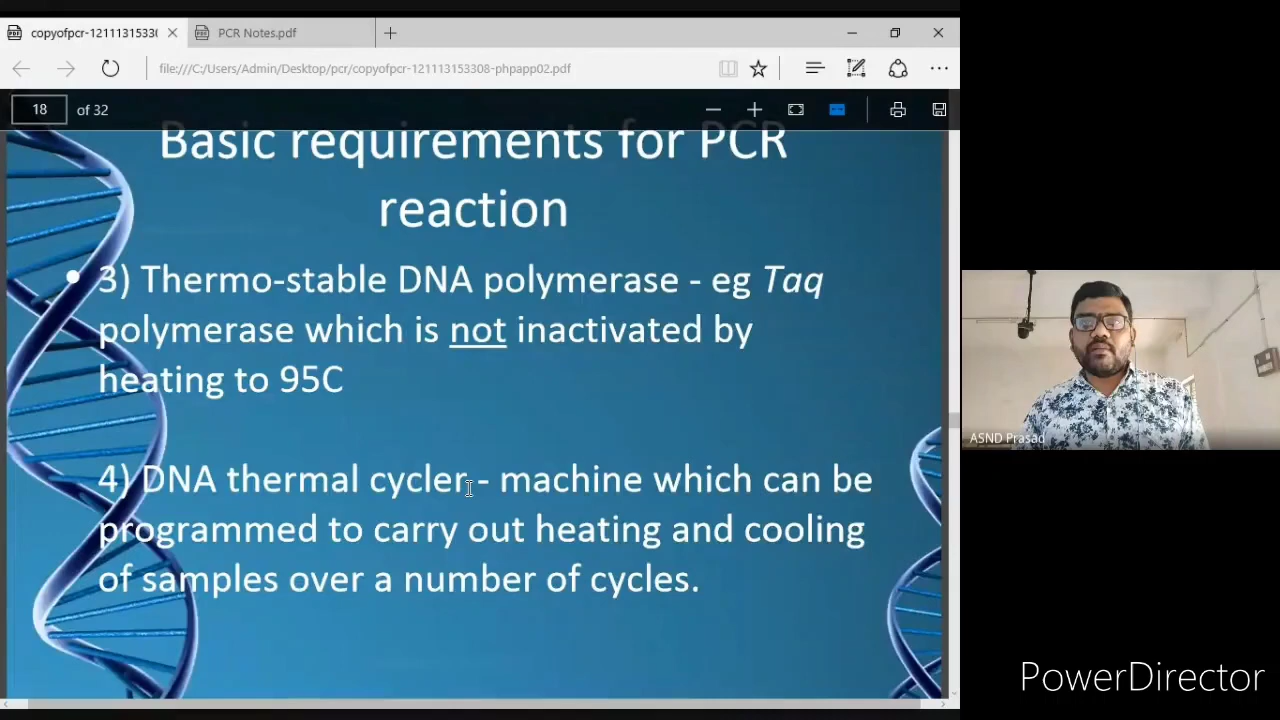 copyofpcr-1211131533(
PCR Notes.pdf
file:///C:/Users/Admin/Desktop/pcr/copyofpcr-121113153308-phpapp02.pdf
18 of 32
Basic requirements for PCR
reaction
3) Thermo-stable DNA polymerase - eg Taq
polymerase which is not inactivated by
heating to 95C
4) DNA thermal cycler - machine which can be
programmed to carry out heating and cooling
of samples over a number of cycles.
ASND Prasad
PowerDirector